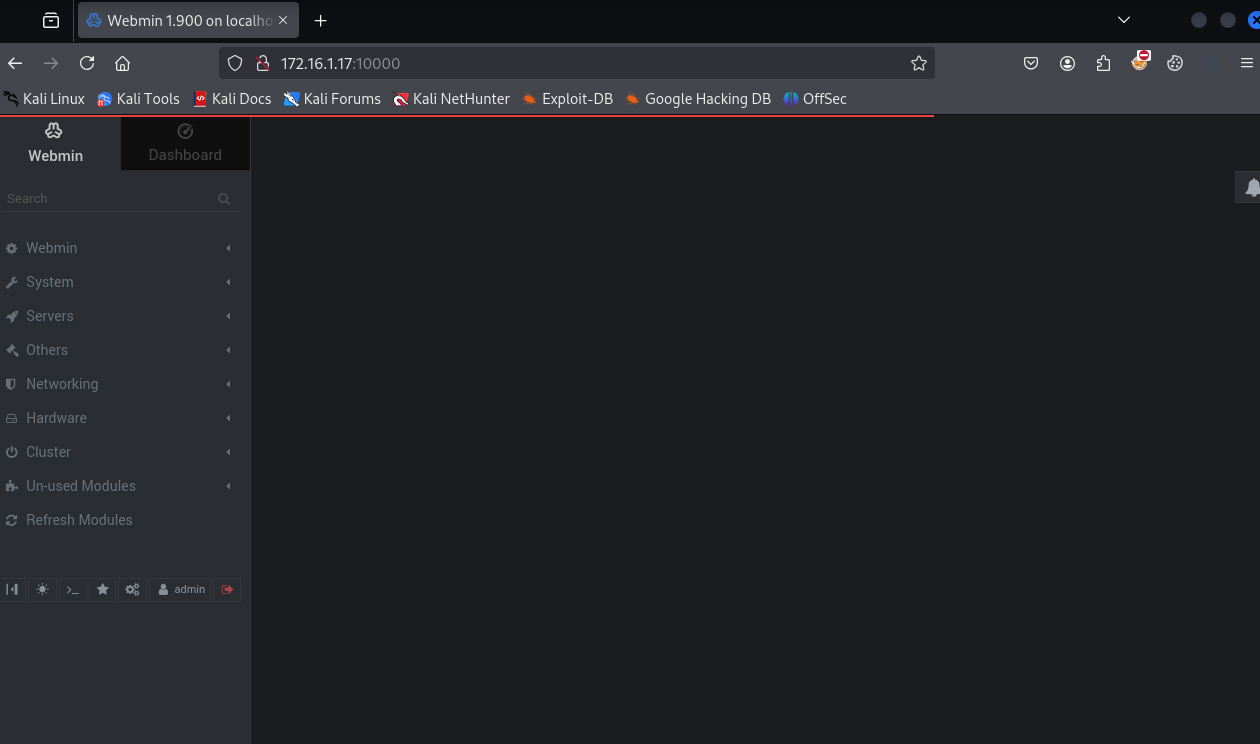 Webmin 1.900 on localho
172.16.1.17:10000
Kali Linux Kali Tools Kali Docs Kali Forums Kali NetHunter Exploit-DB Google Hacking DB OffSec
Webmin Dashboard
Search
Webmin
System
Servers
Others
Networking
Hardware
Cluster
Un-used Modules
Refresh Modules
admin